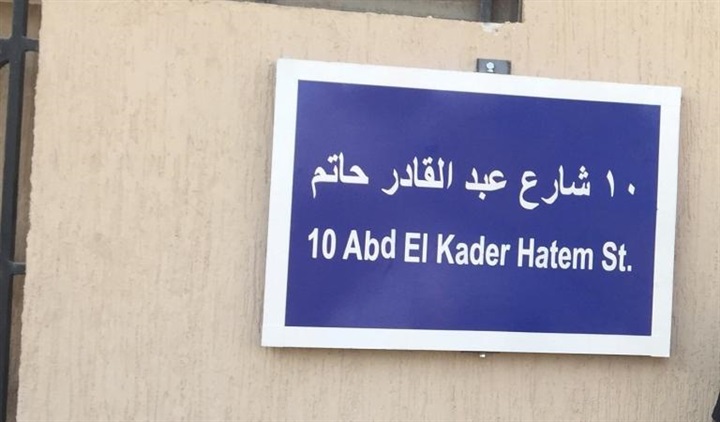 ١٠ شارع عبد القادر حاتم
10 Abd El Kader Hatem St.